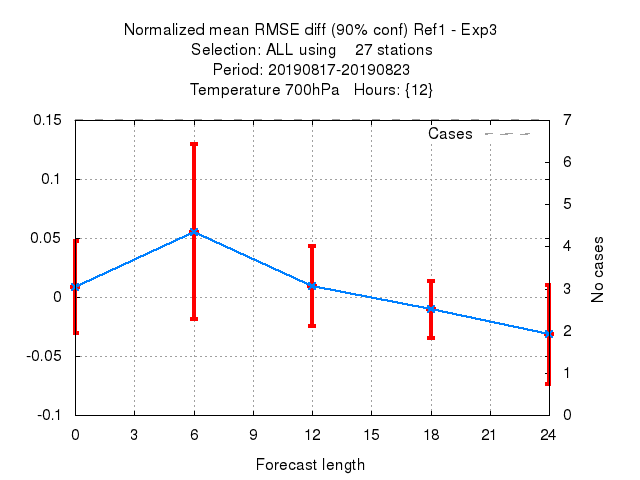 Normalized mean RMSE diff (90% conf) Ref1 - Exp3
Selection: ALL using    27 stations
Period: 20190817-20190823
Temperature 700hPa   Hours: {12}
Cases
0.15
0.1
0.05
0
-0.05
-0.1
7
6
5
4
3
2
1
0
No cases
0 3 6 9 12 15 18 21 24
Forecast length